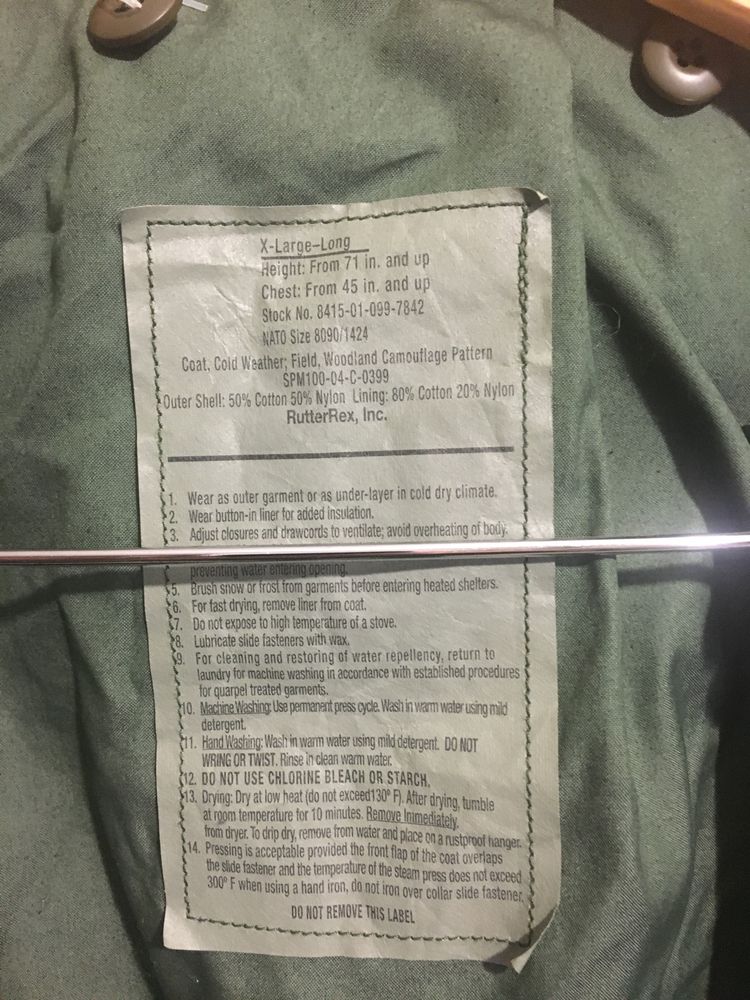 X-Large–Long
Height: From 71 in. and up
Chest: From 45 in. and up
Stock No. 8415-01-099-7842
NATO Size 8090/1424
Coat, Cold Weather; Field, Woodland Camouflage Pattern
SPM100-04-C-0399
Outer Shell: 50% Cotton 50% Nylon Lining: 80% Cotton 20% Nylon
RutterRex, Inc.
1. Wear as outer garment or as under-layer in cold dry climate.
2. Wear button-in liner for added insulation.
3. Adjust closures and drawcords to ventilate; avoid overheating of body.
preventing water entering opening.
5. Brush snow or frost from garments before entering heated shelters.
6. For fast drying, remove liner from coat.
7. Do not expose to high temperature of a stove.
8. Lubricate slide fasteners with wax.
9. For cleaning and restoring of water repellency, return to
laundry for machine washing in accordance with established procedures
for quarpel treated garments.
10. Machine Washing: Use permanent press cycle. Wash in warm water using mild
detergent.
11. Hand Washing: Wash in warm water using mild detergent. DO NOT
WRING OR TWIST. Rinse in clean warm water.
12. DO NOT USE CHLORINE BLEACH OR STARCH.
13. Drying: Dry at low heat (do not exceed130° F). After drying, tumble
at room temperature for 10 minutes. Remove Immediately.
from dryer. To drip dry, remove from water and place on a rustproof hanger.
14. Pressing is acceptable provided the front flap of the coat overlaps
the slide fastener and the temperature of the steam press does not exceed
300° F when using a hand iron, do not iron over collar slide fastener.
DO NOT REMOVE THIS LABEL